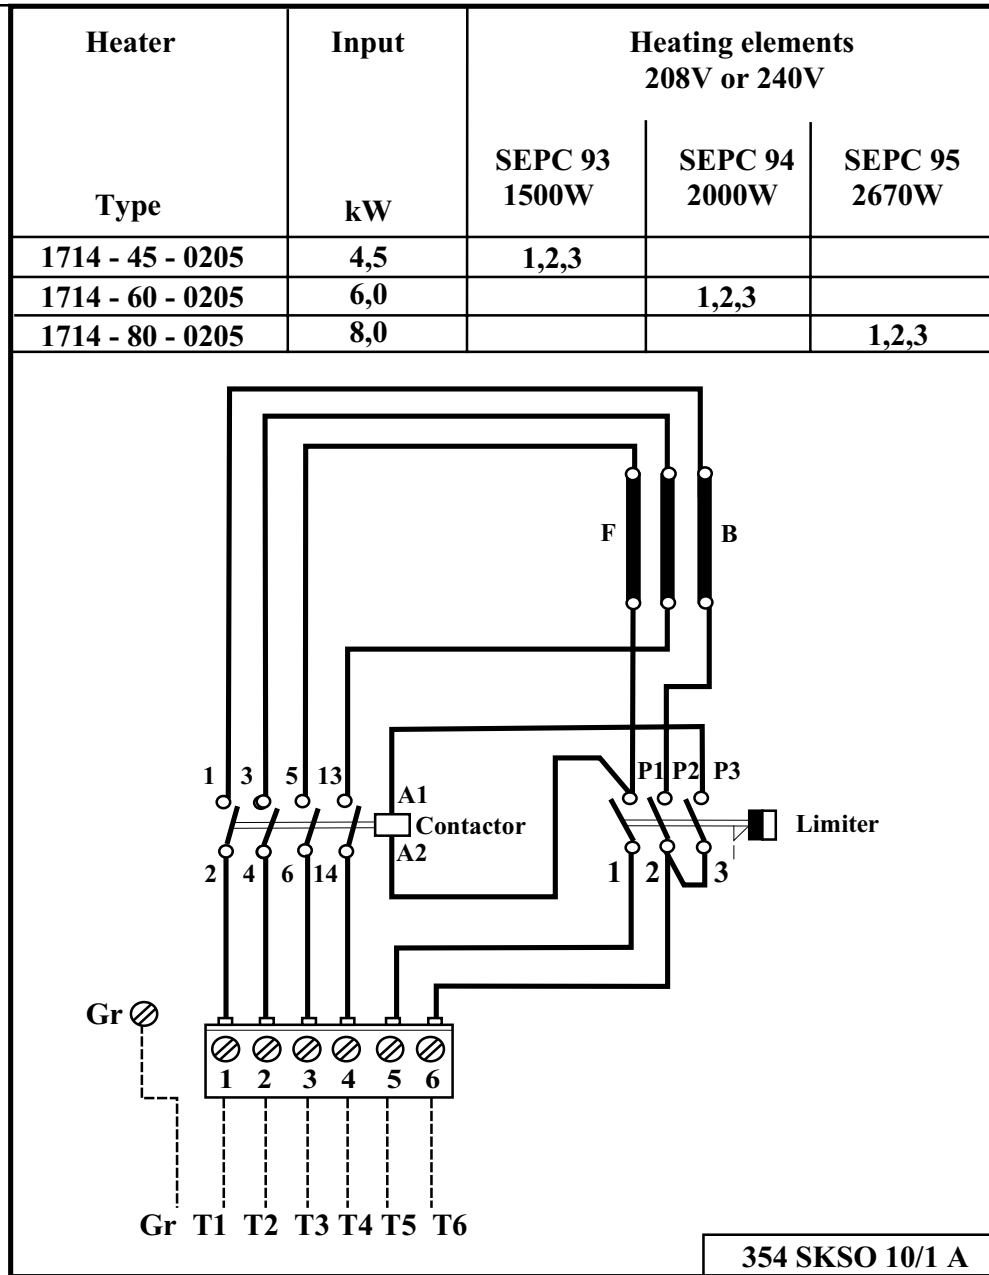 Heater Input Heating elements
208V or 240V
SEPC 93 SEPC 94 SEPC 95
Type kW 1500W 2000W 2670W
1714 - 45 - 0205 4,5 1,2,3
1714 - 60 - 0205 6,0 1,2,3
1714 - 80 - 0205 8,0 1,2,3
F B
1 3 5 13 P1 P2 P3
A1
Contactor Limiter
A2
2 4 6 14 1 2 3
Gr
1 2 3 4 5 6
Gr T1 T2 T3 T4 T5 T6
354 SKSO 10/1 A